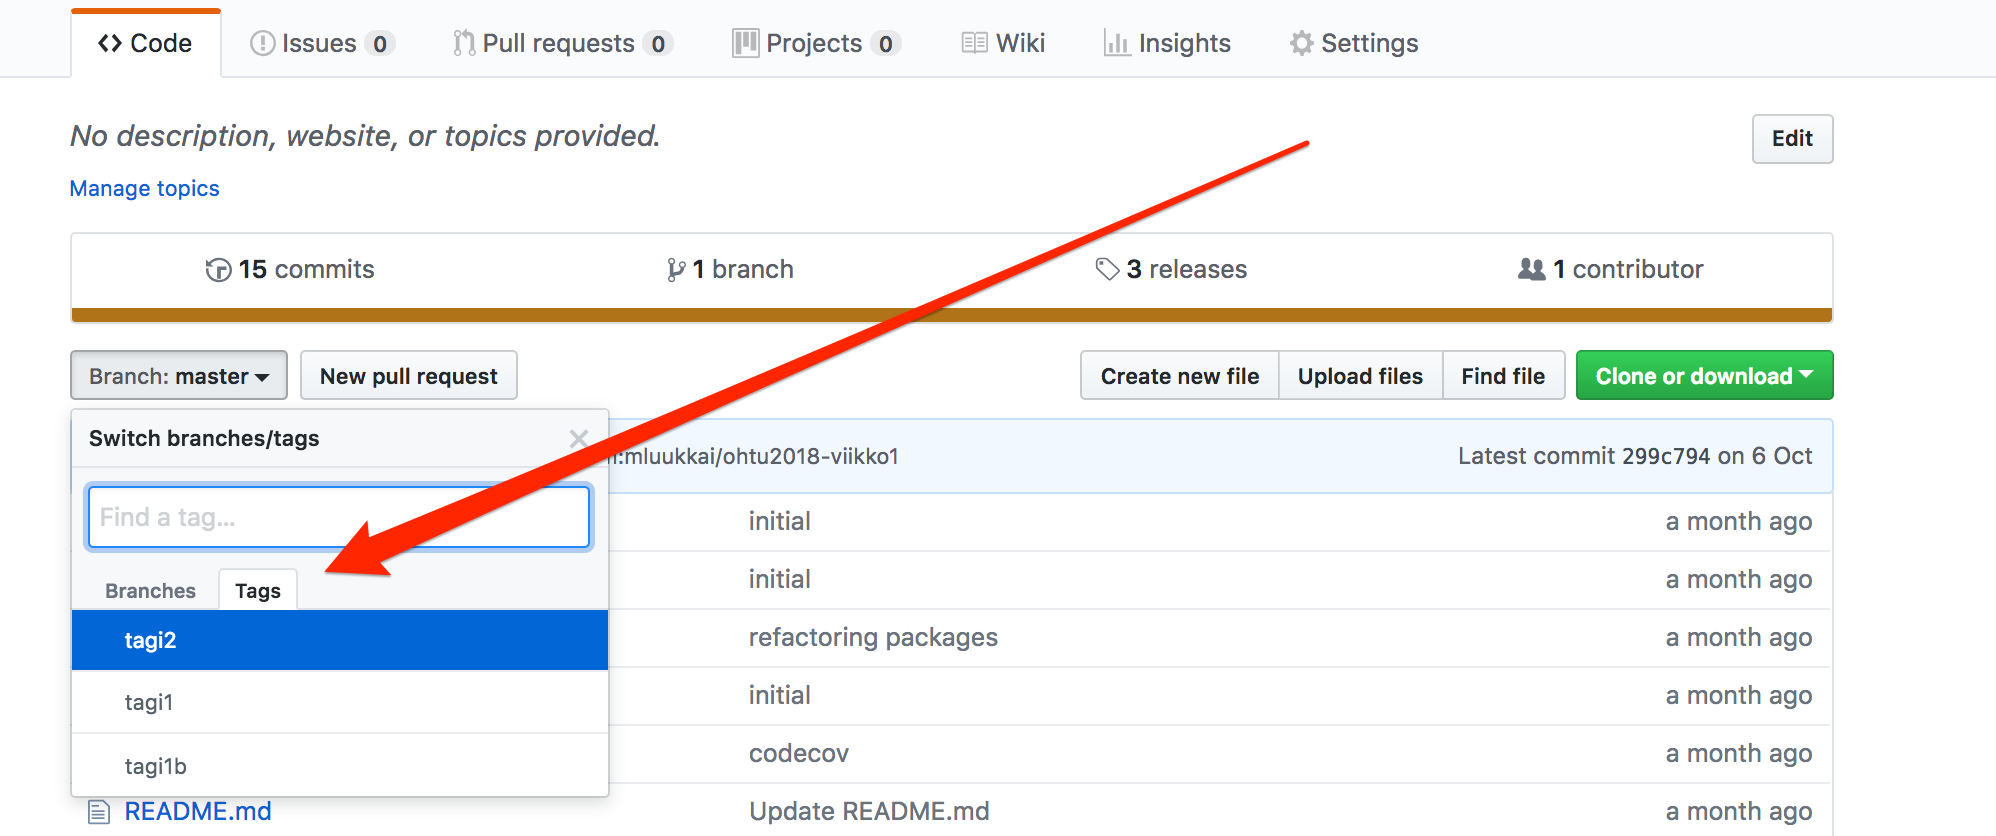 Code Issues 0 Pull requests 0 Projects 0 Wiki Insights Settings
No description, website, or topics provided.
Edit
Manage topics
15 commits 1 branch 3 releases 1 contributor
Branch: master New pull request Create new file Upload files Find file Clone or download
Switch branches/tags
:mluukkai/ohtu2018-viikko1 Latest commit 299c794 on 6 Oct
Find a tag...
initial a month ago
initial a month ago
Branches Tags
tagi2
refactoring packages a month ago
tagi1
initial a month ago
tagi1b
codecov a month ago
README.md Update README.md a month ago